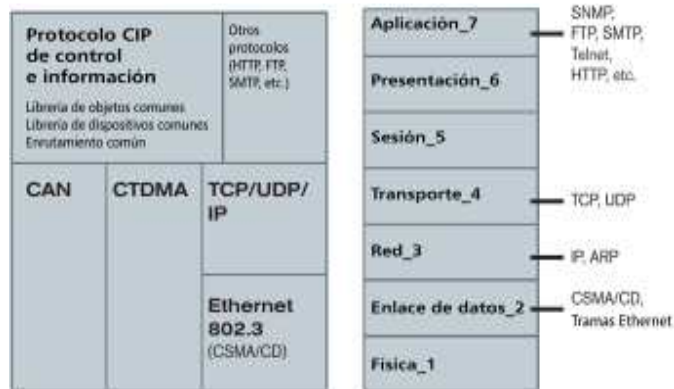 Protocolo CIP
de control
e información
Librería de objetos comunes
Librería de dispositivos comunes
Enrutamiento común
Otros
protocolos
(HTTP, FTP,
SMTP, etc.)
CAN
CTDMA
TCP/UDP/
IP
Ethernet
802.3
(CSMA/CD)
Aplicación_7
Presentación_6
Sesión_5
Transporte_4
Red_3
Enlace de datos_2
Física_1
SNMP,
FTP, SMTP,
Telnet,
HTTP, etc.
TCP, UDP
IP, ARP
CSMA/CD,
Tramas Ethernet